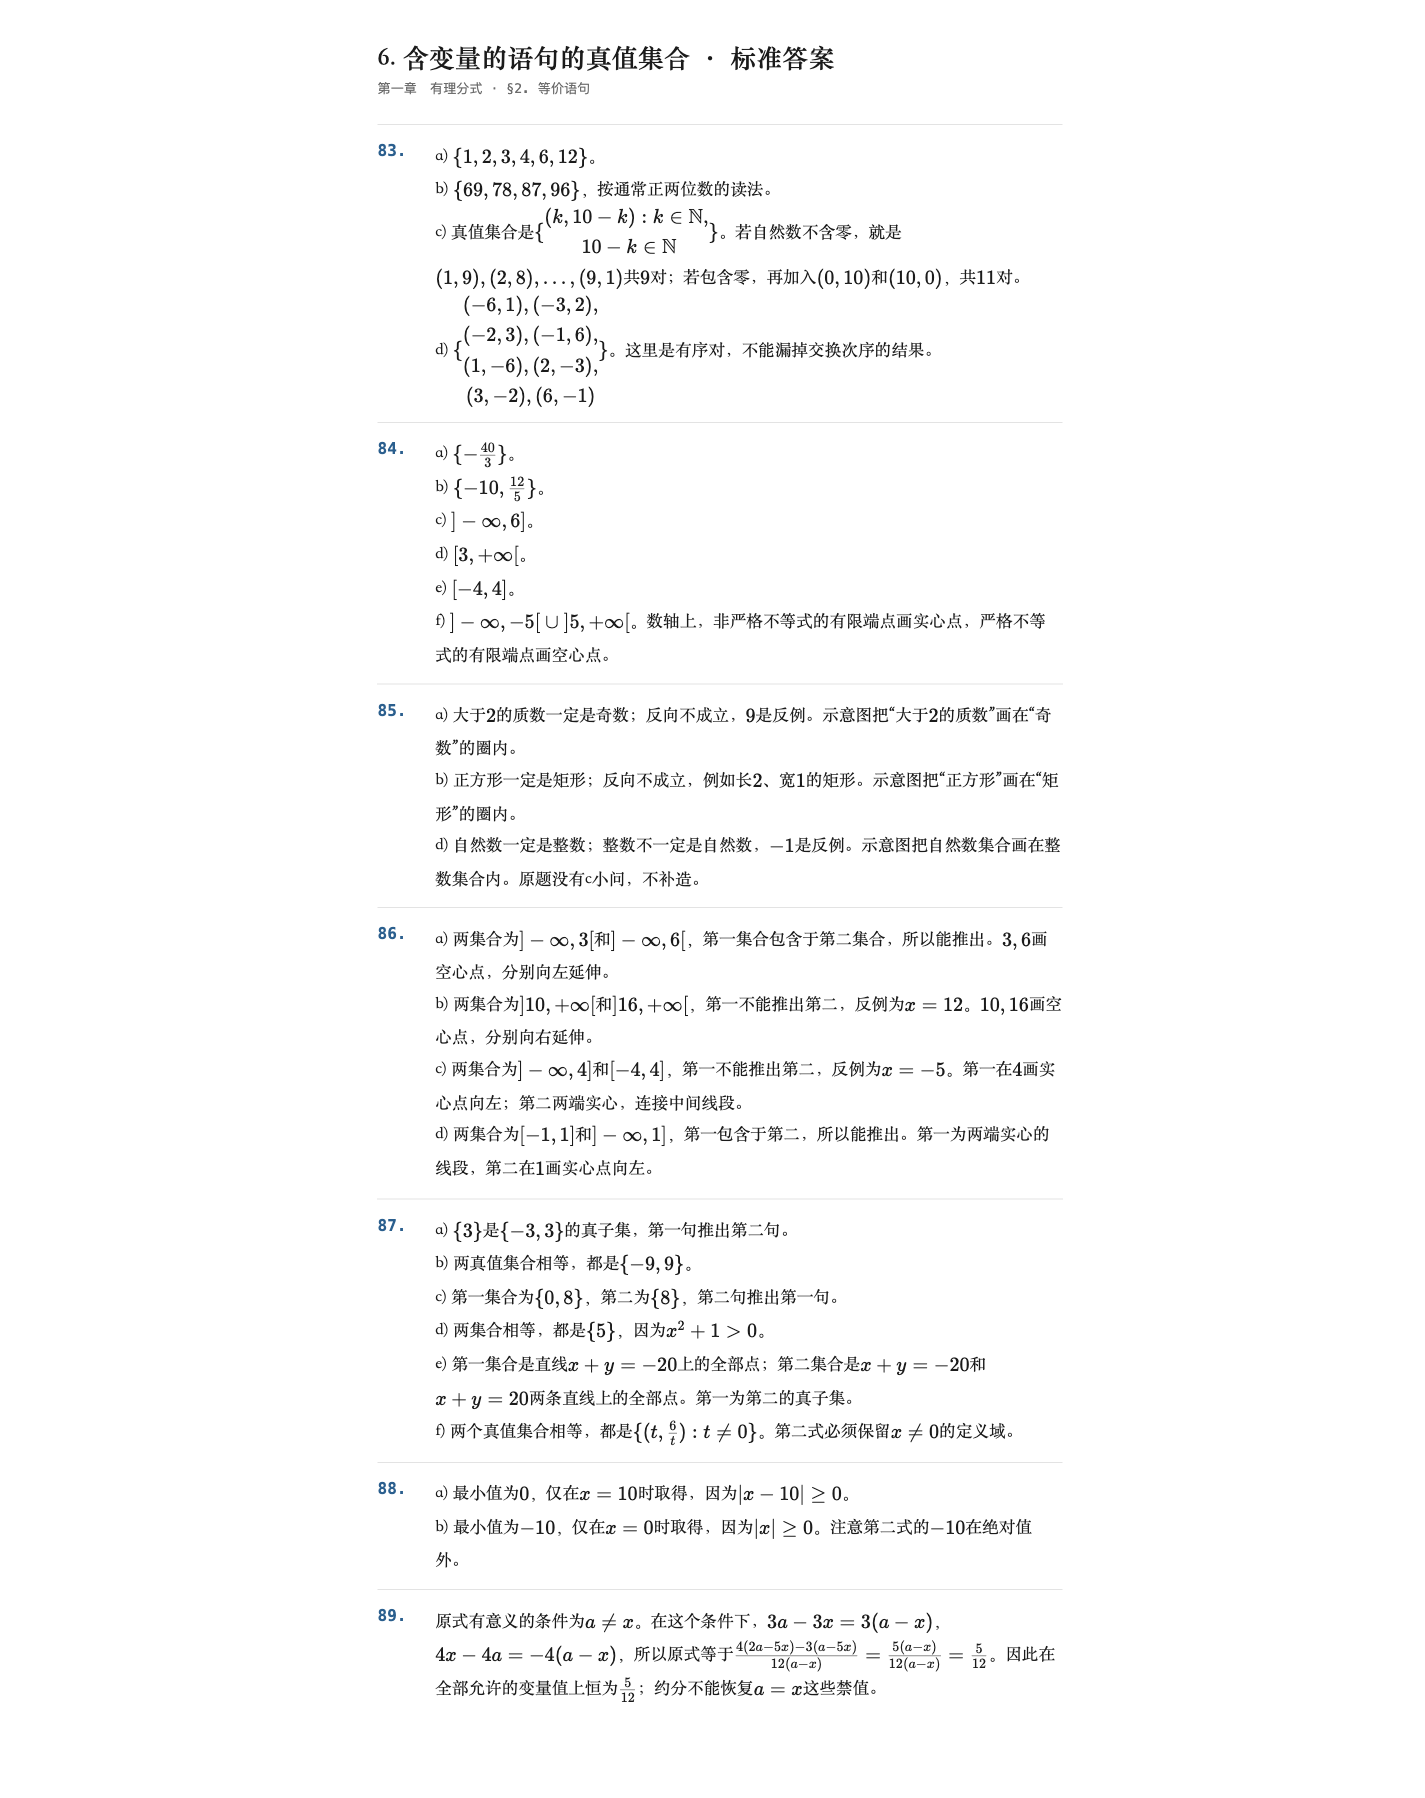 6. 含变量的语句的真值集合 · 标准答案
第一章 有理分式 · §2. 等价语句
83.
a) {1, 2, 3, 4, 6, 12}。
b) {69, 78, 87, 96}，按通常正两位数的读法。
c) 真值集合是{(k, 10 − k) : k ∈ ℕ, 10 − k ∈ ℕ}。若自然数不含零，就是
(1, 9), (2, 8), . . . , (9, 1)共9对；若包含零，再加入(0, 10)和(10, 0)，共11对。
d) {(−6, 1), (−3, 2),
(−2, 3), (−1, 6),
(1, −6), (2, −3),
(3, −2), (6, −1)}。这里是有序对，不能漏掉交换次序的结果。
84.
a) {−40/3}。
b) {−10, 12/5}。
c) ] − ∞, 6]。
d) [3, +∞[。
e) [−4, 4]。
f) ] − ∞, −5[ ∪ ]5, +∞[。数轴上，非严格不等式的有限端点画实心点，严格不等
式的有限端点画空心点。
85.
a) 大于2的质数一定是奇数；反向不成立，9是反例。示意图把“大于2的质数”画在“奇
数”的圈内。
b) 正方形一定是矩形；反向不成立，例如长2、宽1的矩形。示意图把“正方形”画在“矩
形”的圈内。
d) 自然数一定是整数；整数不一定是自然数，−1是反例。示意图把自然数集合画在整
数集合内。原题没有c小问，不补造。
86.
a) 两集合为] − ∞, 3[和] − ∞, 6[，第一集合包含于第二集合，所以能推出。3, 6画
空心点，分别向左延伸。
b) 两集合为]10, +∞[和]16, +∞[，第一不能推出第二，反例为x = 12。10, 16画空
心点，分别向右延伸。
c) 两集合为] − ∞, 4]和[−4, 4]，第一不能推出第二，反例为x = −5。第一在4画实
心点向左；第二两端实心，连接中间线段。
d) 两集合为[−1, 1]和] − ∞, 1]，第一包含于第二，所以能推出。第一为两端实心的
线段，第二在1画实心点向左。
87.
a) {3}是{−3, 3}的真子集，第一句推出第二句。
b) 两真值集合相等，都是{−9, 9}。
c) 第一集合为{0, 8}，第二为{8}，第二句推出第一句。
d) 两集合相等，都是{5}，因为x² + 1 > 0。
e) 第一集合是直线x + y = −20上的全部点；第二集合是x + y = −20和
x + y = 20两条直线上的全部点。第一为第二的真子集。
f) 两个真值集合相等，都是{(t, 6/t) : t ≠ 0}。第二式必须保留x ≠ 0的定义域。
88.
a) 最小值为0，仅在x = 10时取得，因为|x − 10| ≥ 0。
b) 最小值为−10，仅在x = 0时取得，因为|x| ≥ 0。注意第二式的−10在绝对值
外。
89.
原式有意义的条件为a ≠ x。在这个条件下，3a − 3x = 3(a − x)，
4x − 4a = −4(a − x)，所以原式等于4(2a−5x)−3(a−5x)/12(a−x) = 5(a−x)/12(a−x) = 5/12。因此在
全部允许的变量值上恒为5/12；约分不能恢复a = x这些禁值。